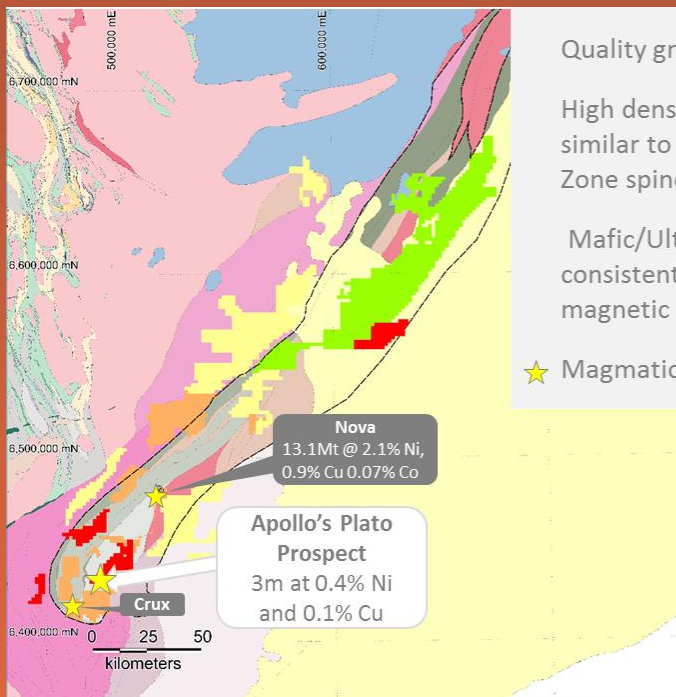 500,000 mE
600,000 mE
6,700,000 mN
6,600,000 mN
6,500,000 mN
6,400,000 mN
Quality gr
High dens
similar to
Zone spin
Mafic/Ult
consistent
magnetic
Magmatic
Nova
13.1Mt @ 2.1% Ni,
0.9% Cu 0.07% Co
Apollo's Plato
Prospect
3m at 0.4% Ni
and 0.1% Cu
Crux
0 25 50
kilometers